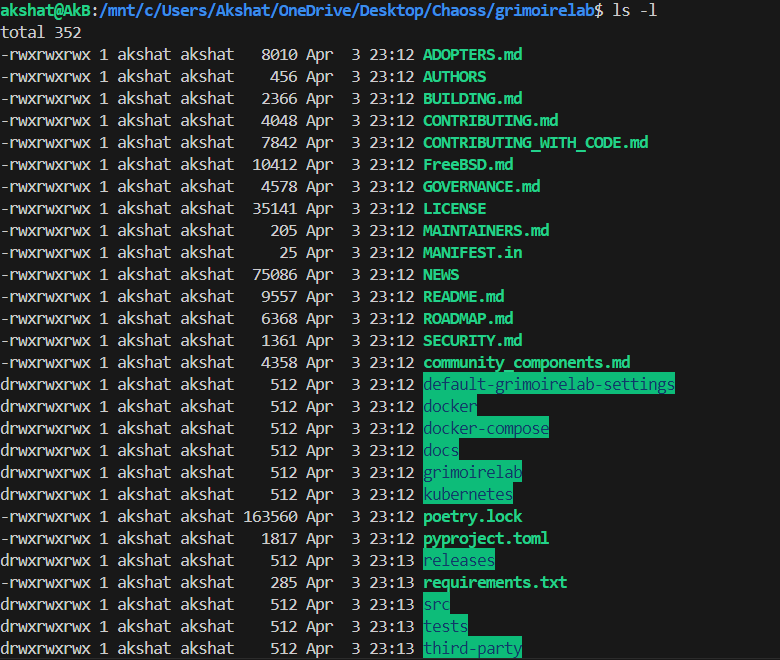 akshat@AkB:/mnt/c/Users/Akshat/OneDrive/Desktop/Chaoss/grimoirelab$ ls -l
total 352
-rwxrwxrwx 1 akshat akshat   8010 Apr  3 23:12 ADOPTERS.md
-rwxrwxrwx 1 akshat akshat    456 Apr  3 23:12 AUTHORS
-rwxrwxrwx 1 akshat akshat   2366 Apr  3 23:12 BUILDING.md
-rwxrwxrwx 1 akshat akshat   4048 Apr  3 23:12 CONTRIBUTING.md
-rwxrwxrwx 1 akshat akshat   7842 Apr  3 23:12 CONTRIBUTING_WITH_CODE.md
-rwxrwxrwx 1 akshat akshat  10412 Apr  3 23:12 FreeBSD.md
-rwxrwxrwx 1 akshat akshat   4578 Apr  3 23:12 GOVERNANCE.md
-rwxrwxrwx 1 akshat akshat  35141 Apr  3 23:12 LICENSE
-rwxrwxrwx 1 akshat akshat    205 Apr  3 23:12 MAINTAINERS.md
-rwxrwxrwx 1 akshat akshat     25 Apr  3 23:12 MANIFEST.in
-rwxrwxrwx 1 akshat akshat  75086 Apr  3 23:12 NEWS
-rwxrwxrwx 1 akshat akshat   9557 Apr  3 23:12 README.md
-rwxrwxrwx 1 akshat akshat   6368 Apr  3 23:12 ROADMAP.md
-rwxrwxrwx 1 akshat akshat   1361 Apr  3 23:12 SECURITY.md
-rwxrwxrwx 1 akshat akshat   4358 Apr  3 23:12 community_components.md
drwxrwxrwx 1 akshat akshat    512 Apr  3 23:12 default-grimoirelab-settings
drwxrwxrwx 1 akshat akshat    512 Apr  3 23:12 docker
drwxrwxrwx 1 akshat akshat    512 Apr  3 23:12 docker-compose
drwxrwxrwx 1 akshat akshat    512 Apr  3 23:12 docs
drwxrwxrwx 1 akshat akshat    512 Apr  3 23:12 grimoirelab
drwxrwxrwx 1 akshat akshat    512 Apr  3 23:12 kubernetes
-rwxrwxrwx 1 akshat akshat 163560 Apr  3 23:12 poetry.lock
-rwxrwxrwx 1 akshat akshat   1817 Apr  3 23:12 pyproject.toml
drwxrwxrwx 1 akshat akshat    512 Apr  3 23:13 releases
-rwxrwxrwx 1 akshat akshat    285 Apr  3 23:13 requirements.txt
drwxrwxrwx 1 akshat akshat    512 Apr  3 23:13 src
drwxrwxrwx 1 akshat akshat    512 Apr  3 23:13 tests
drwxrwxrwx 1 akshat akshat    512 Apr  3 23:13 third-party